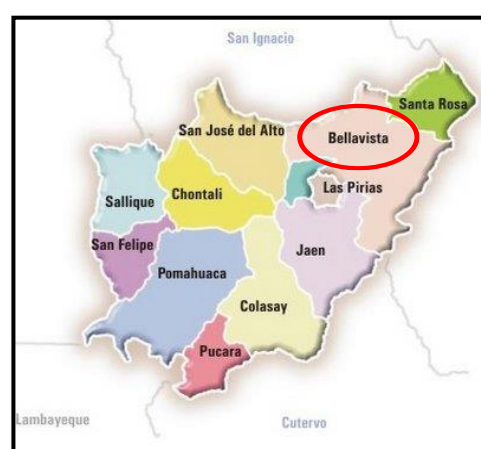 San Ignacio
Santa Rosa
San José del Alto
Bellavista
Las Pirias
Chontali
Sallique
San Felipe
Jaen
Pomahuaca
Colasay
Pucara
Lambayeque
Cutervo